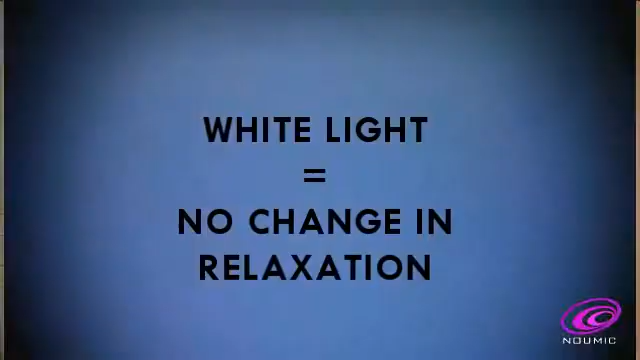 WHITE LIGHT
=
NO CHANGE IN
RELAXATION
NOUMIC